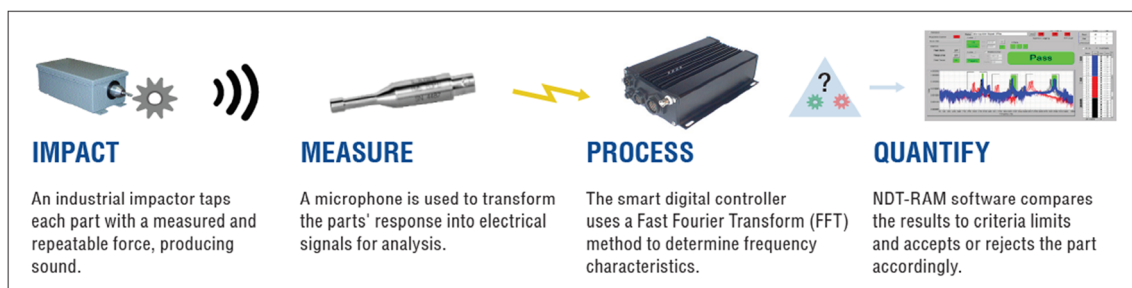 IMPACT
An industrial impactor taps
each part with a measured and
repeatable force, producing
sound.
MEASURE
A microphone is used to transform
the parts' response into electrical
signals for analysis.
?
PROCESS
The smart digital controller
uses a Fast Fourier Transform (FFT)
method to determine frequency
characteristics.
Pass
QUANTIFY
NDT-RAM software compares
the results to criteria limits
and accepts or rejects the part
accordingly.